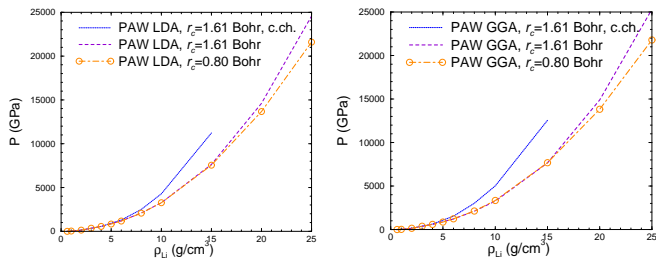 25000
20000
15000
10000
5000
0
P (GPa)
PAW LDA, r_c=1.61 Bohr, c.ch.
PAW LDA, r_c=1.61 Bohr
PAW LDA, r_c=0.80 Bohr
0 5 10 15 20 25
ρ_Li (g/cm³)
25000
20000
15000
10000
5000
0
P (GPa)
PAW GGA, r_c=1.61 Bohr, c.ch.
PAW GGA, r_c=1.61 Bohr
PAW GGA, r_c=0.80 Bohr
0 5 10 15 20 25
ρ_Li (g/cm³)